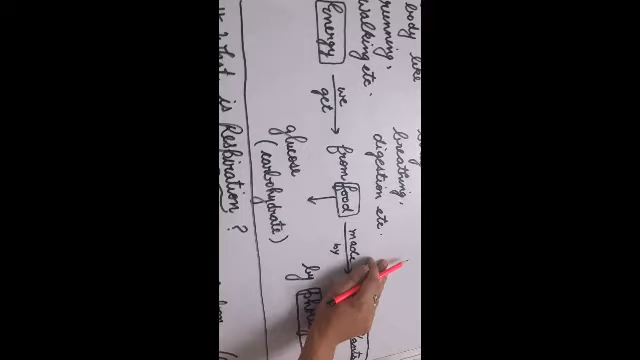 body like
running,
walking etc.
breathing,
digestion etc.
Energy we get from food made by
glucose
(carbohydrate)
by
is Respiration ?